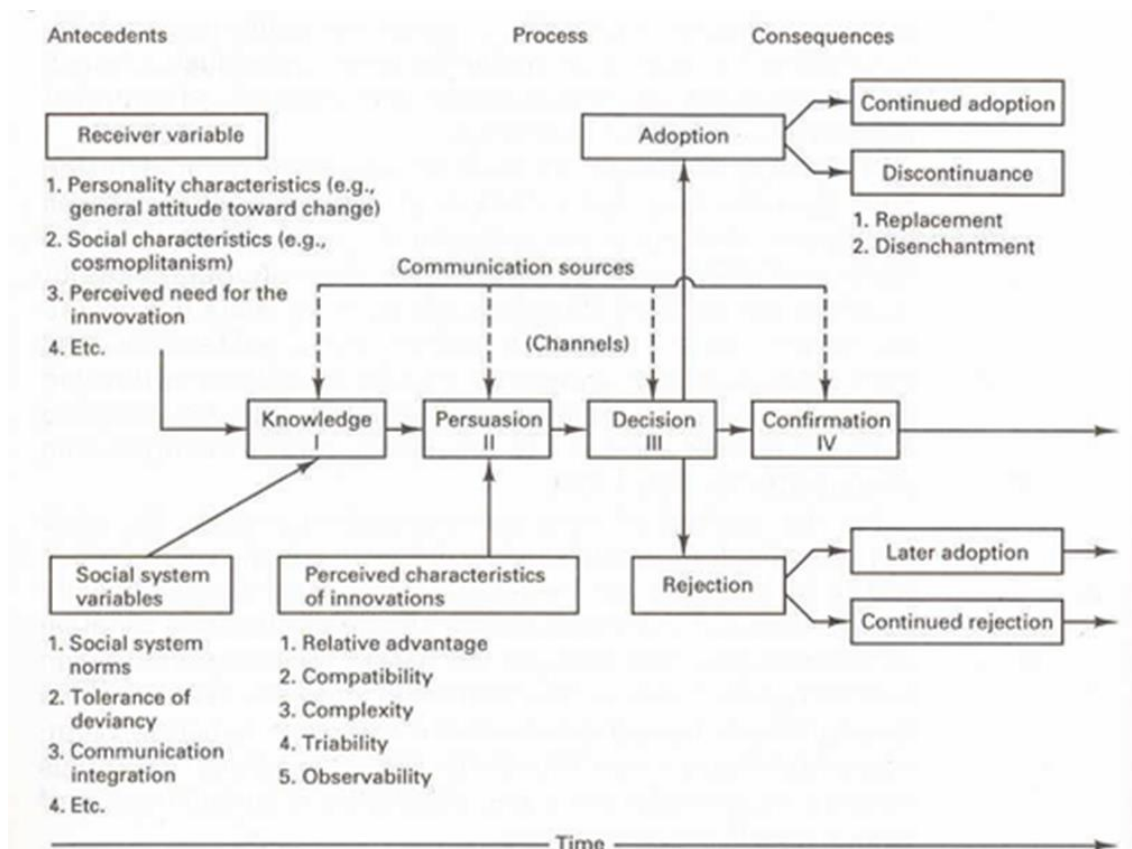 Antecedents
Process
Consequences
Receiver variable
1. Personality characteristics (e.g.,
general attitude toward change)
2. Social characteristics (e.g.,
cosmoplitanism)
3. Perceived need for the
innvovation
4. Etc.
Adoption
Continued adoption
Discontinuance
1. Replacement
2. Disenchantment
Communication sources
(Channels)
Knowledge
I
Persuasion
II
Decision
III
Confirmation
IV
Social system
variables
1. Social system
norms
2. Tolerance of
deviancy
3. Communication
integration
4. Etc.
Perceived characteristics
of innovations
1. Relative advantage
2. Compatibility
3. Complexity
4. Triability
5. Observability
Rejection
Later adoption
Continued rejection
Time